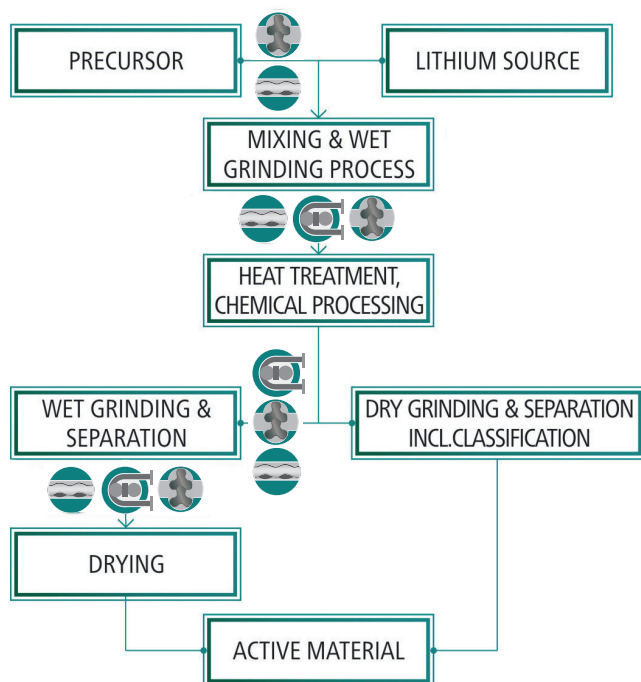 PRECURSOR
LITHIUM SOURCE
MIXING & WET
GRINDING PROCESS
HEAT TREATMENT,
CHEMICAL PROCESSING
WET GRINDING &
SEPARATION
DRY GRINDING & SEPARATION
INCL.CLASSIFICATION
DRYING
ACTIVE MATERIAL